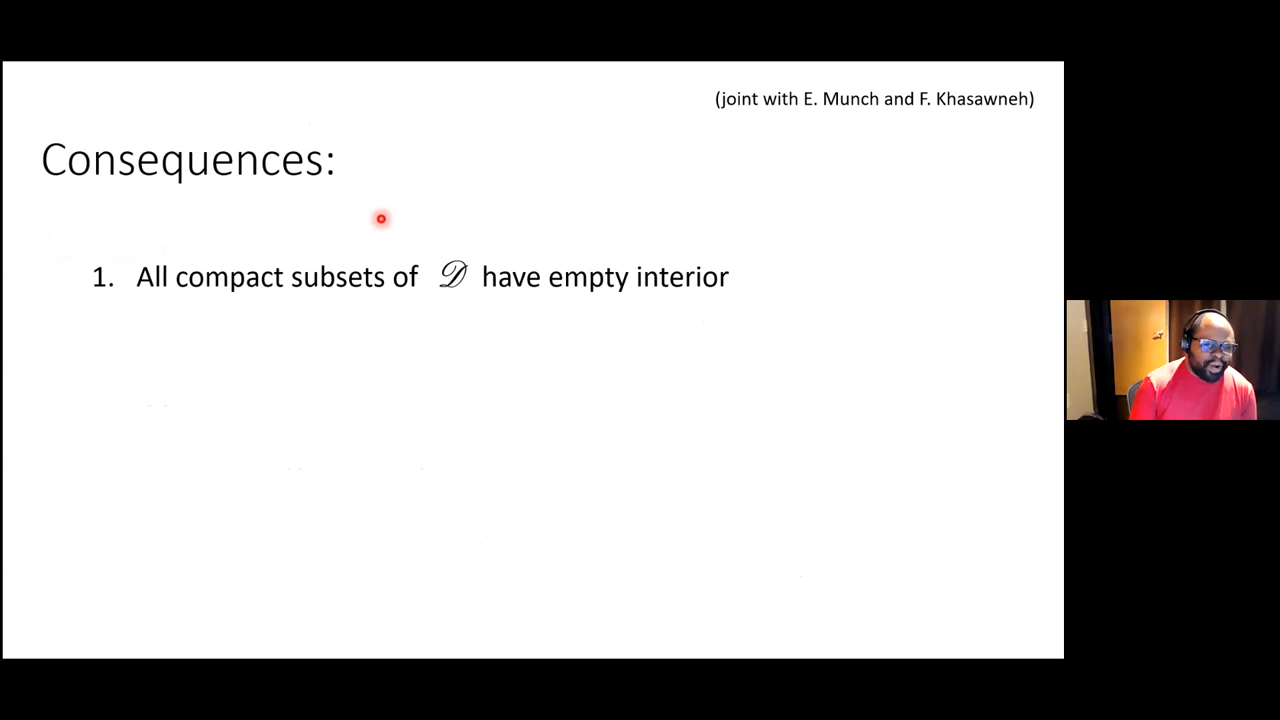 (joint with E. Munch and F. Khasawneh)
Consequences:
1. All compact subsets of 𝒟 have empty interior